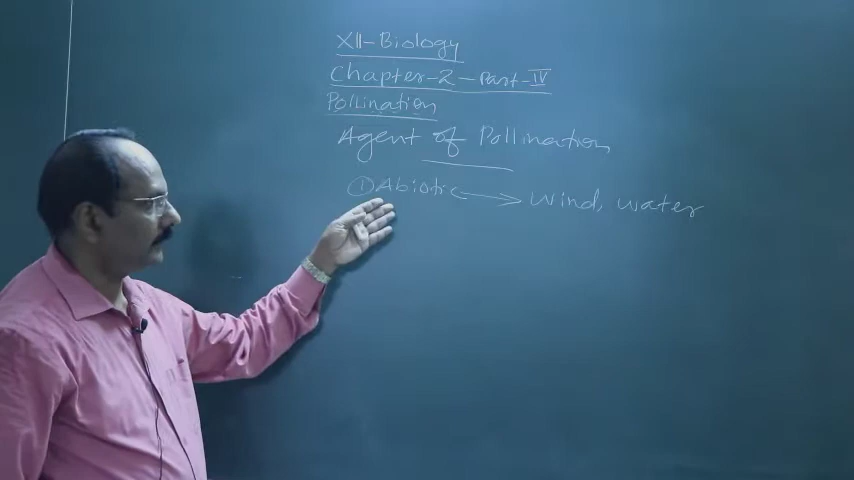 XII-Biology
Chapter-2-Part-IV
Pollination
Agent of Pollination
① Abiotic → Wind, water